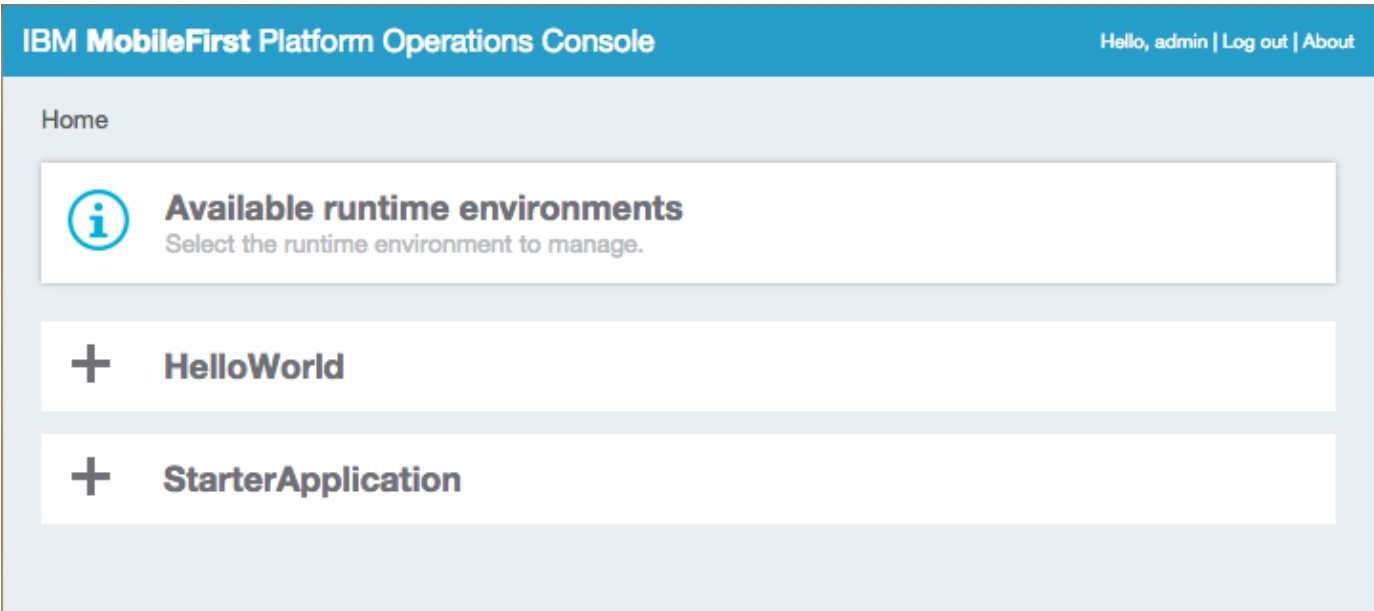 IBM MobileFirst Platform Operations Console
Hello, admin | Log out | About
Home
Available runtime environments
Select the runtime environment to manage.
HelloWorld
StarterApplication